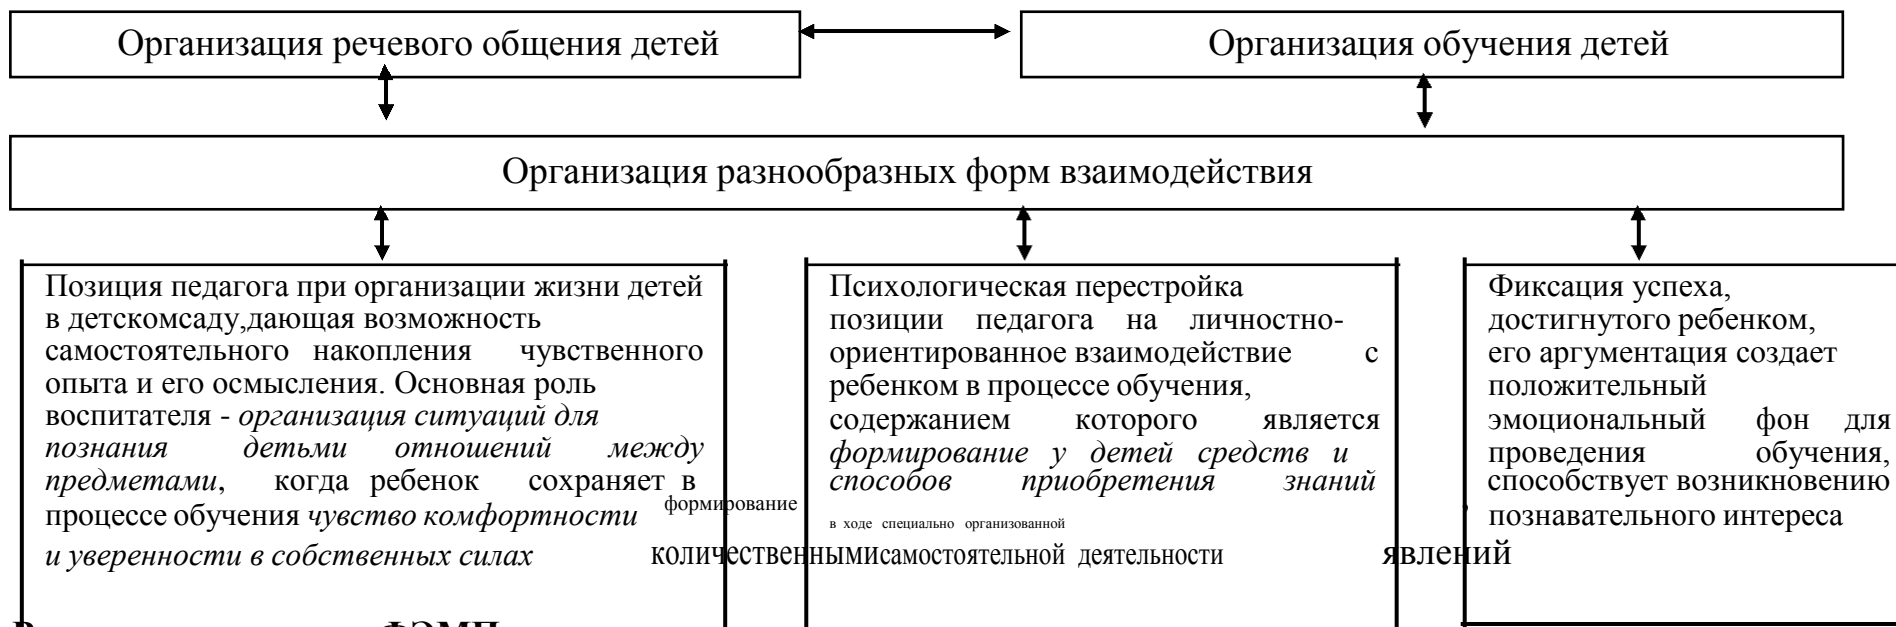 Организация речевого общения детей
Организация обучения детей
Организация разнообразных форм взаимодействия
Позиция педагога при организации жизни детей
в детскомсаду,дающая возможность
самостоятельного накопления чувственного
опыта и его осмысления. Основная роль
воспитателя - организация ситуаций для
познания детьми отношений между
предметами, когда ребенок сохраняет в
процессе обучения чувство комфортности
и уверенности в собственных силах
формирование
количественными
Психологическая перестройка
позиции педагога на личностно-
ориентированное взаимодействие с
ребенком в процессе обучения,
содержанием которого является
формирование у детей средств и
способов приобретения знаний
в ходе специально организованной
самостоятельной деятельности
явлений
Фиксация успеха,
достигнутого ребенком,
его аргументация создает
положительный
эмоциональный фон для
проведения обучения,
способствует возникновению
познавательного интереса